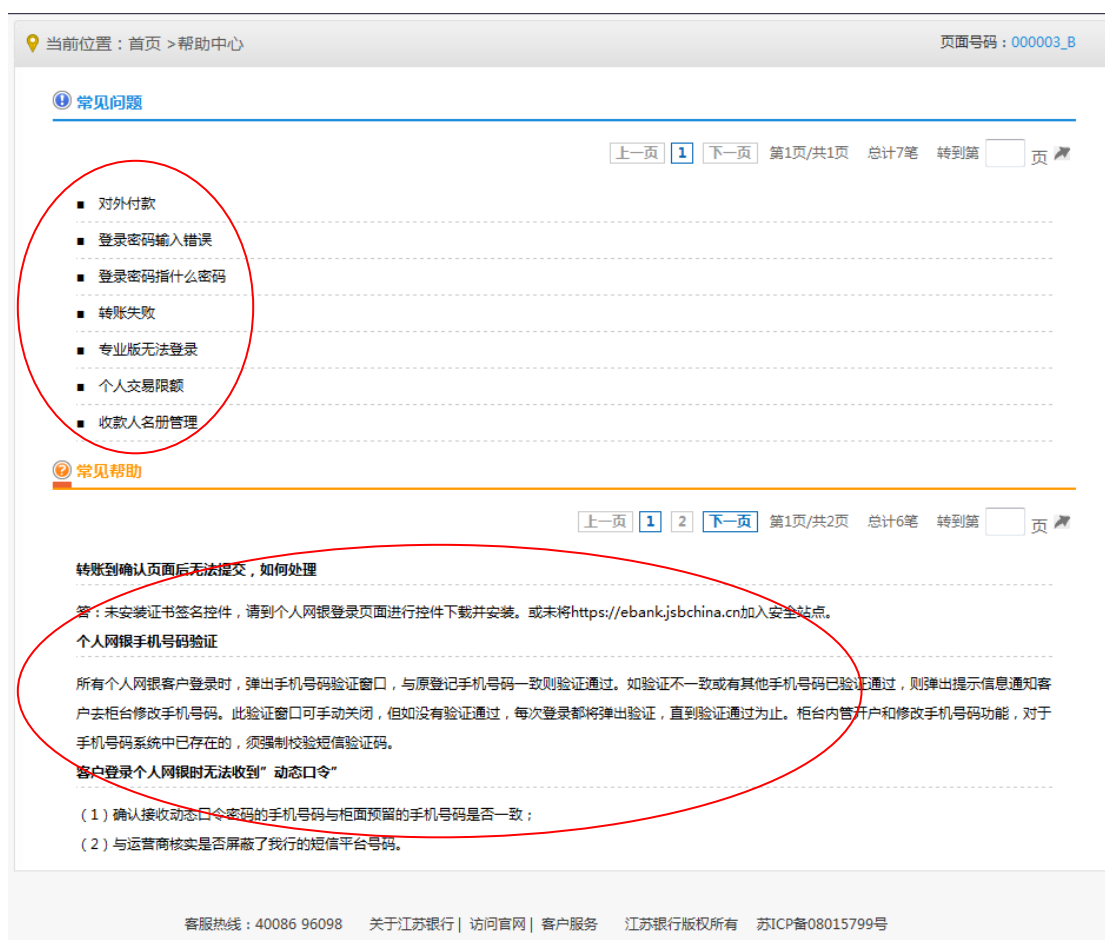 当前位置：首页 >帮助中心
页面号码：000003_B
常见问题
上一页 1 下一页 第1页/共1页 总计7笔 转到第 页
■ 对外付款
■ 登录密码输入错误
■ 登录密码指什么密码
■ 转账失败
■ 专业版无法登录
■ 个人交易限额
■ 收款人名册管理
常见帮助
上一页 1 2 下一页 第1页/共2页 总计6笔 转到第 页
转账到确认页面后无法提交，如何处理
答：未安装证书签名控件，请到个人网银登录页面进行控件下载并安装。或未将https://ebank.jsbchina.cn加入安全站点。
个人网银手机号码验证
所有个人网银客户登录时，弹出手机号码验证窗口，与原登记手机号码一致则验证通过。如验证不一致或有其他手机号码已验证通过，则弹出提示信息通知客
户去柜台修改手机号码。此验证窗口可手动关闭，但如没有验证通过，每次登录都将弹出验证，直到验证通过为止。柜台内管开户和修改手机号码功能，对于
手机号码系统中已存在的，须强制校验短信验证码。
客户登录个人网银时无法收到”动态口令”
（1）确认接收动态口令密码的手机号码与柜面预留的手机号码是否一致；
（2）与运营商核实是否屏蔽了我行的短信平台号码。
客服热线：40086 96098 关于江苏银行| 访问官网| 客户服务 江苏银行版权所有 苏ICP备08015799号